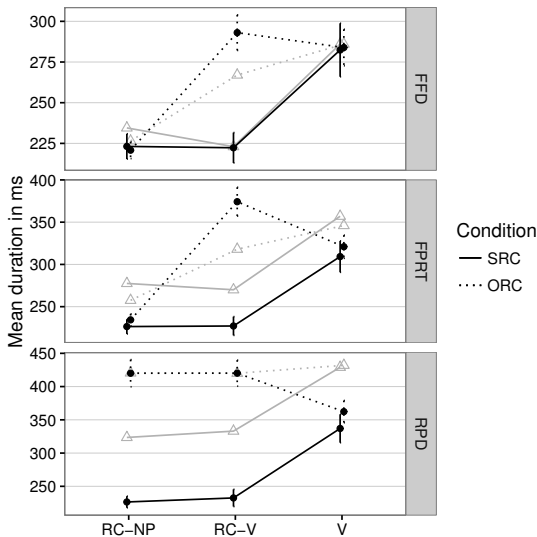 300
275
250
225
FFD
400
350
300
250
FPRT
450
400
350
300
250
RPD
Mean duration in ms
RC−NP RC−V V
Condition
SRC
ORC